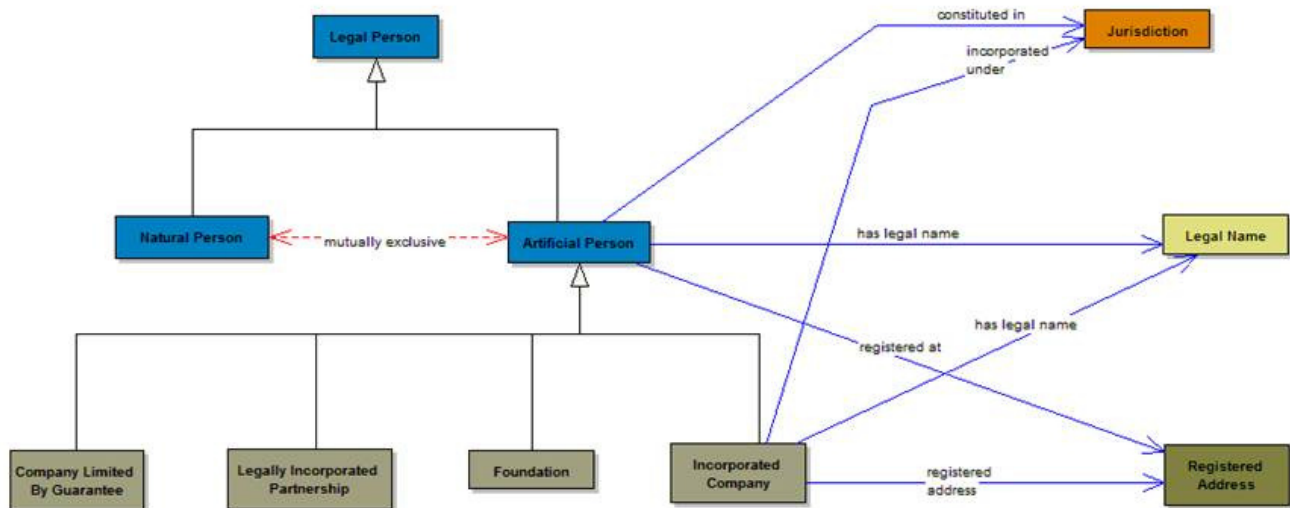 constituted in
Legal Person
Jurisdiction
incorporated
under
Natural Person
mutually exclusive
Artificial Person
has legal name
Legal Name
has legal name
registered at
Company Limited
By Guarantee
Legally Incorporated
Partnership
Foundation
Incorporated
Company
registered
address
Registered
Address